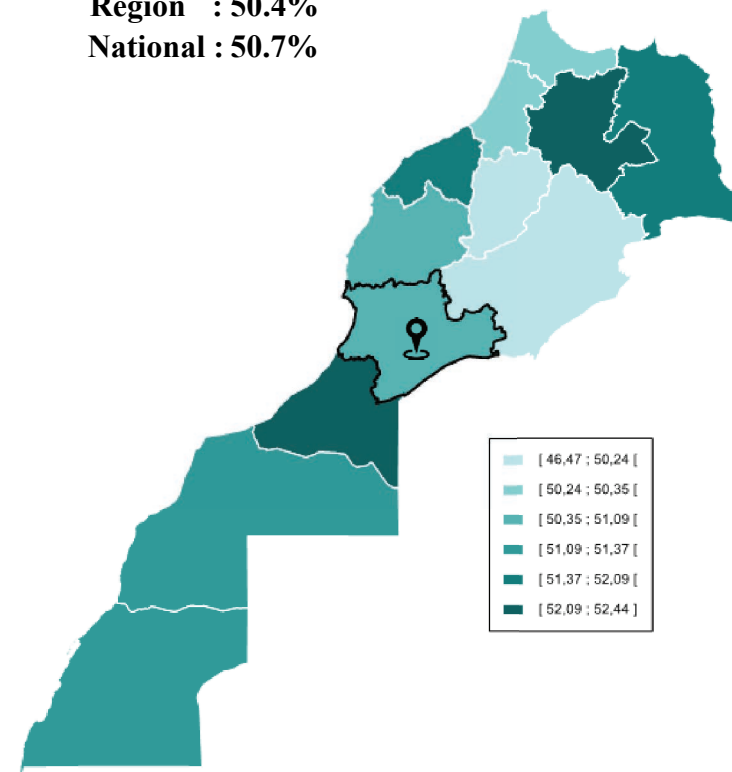 Region : 50.4%
National : 50.7%
[ 46,47 ; 50,24 [
[ 50,24 ; 50,35 [
[ 50,35 ; 51,09 [
[ 51,09 ; 51,37 [
[ 51,37 ; 52,09 [
[ 52,09 ; 52,44 ]